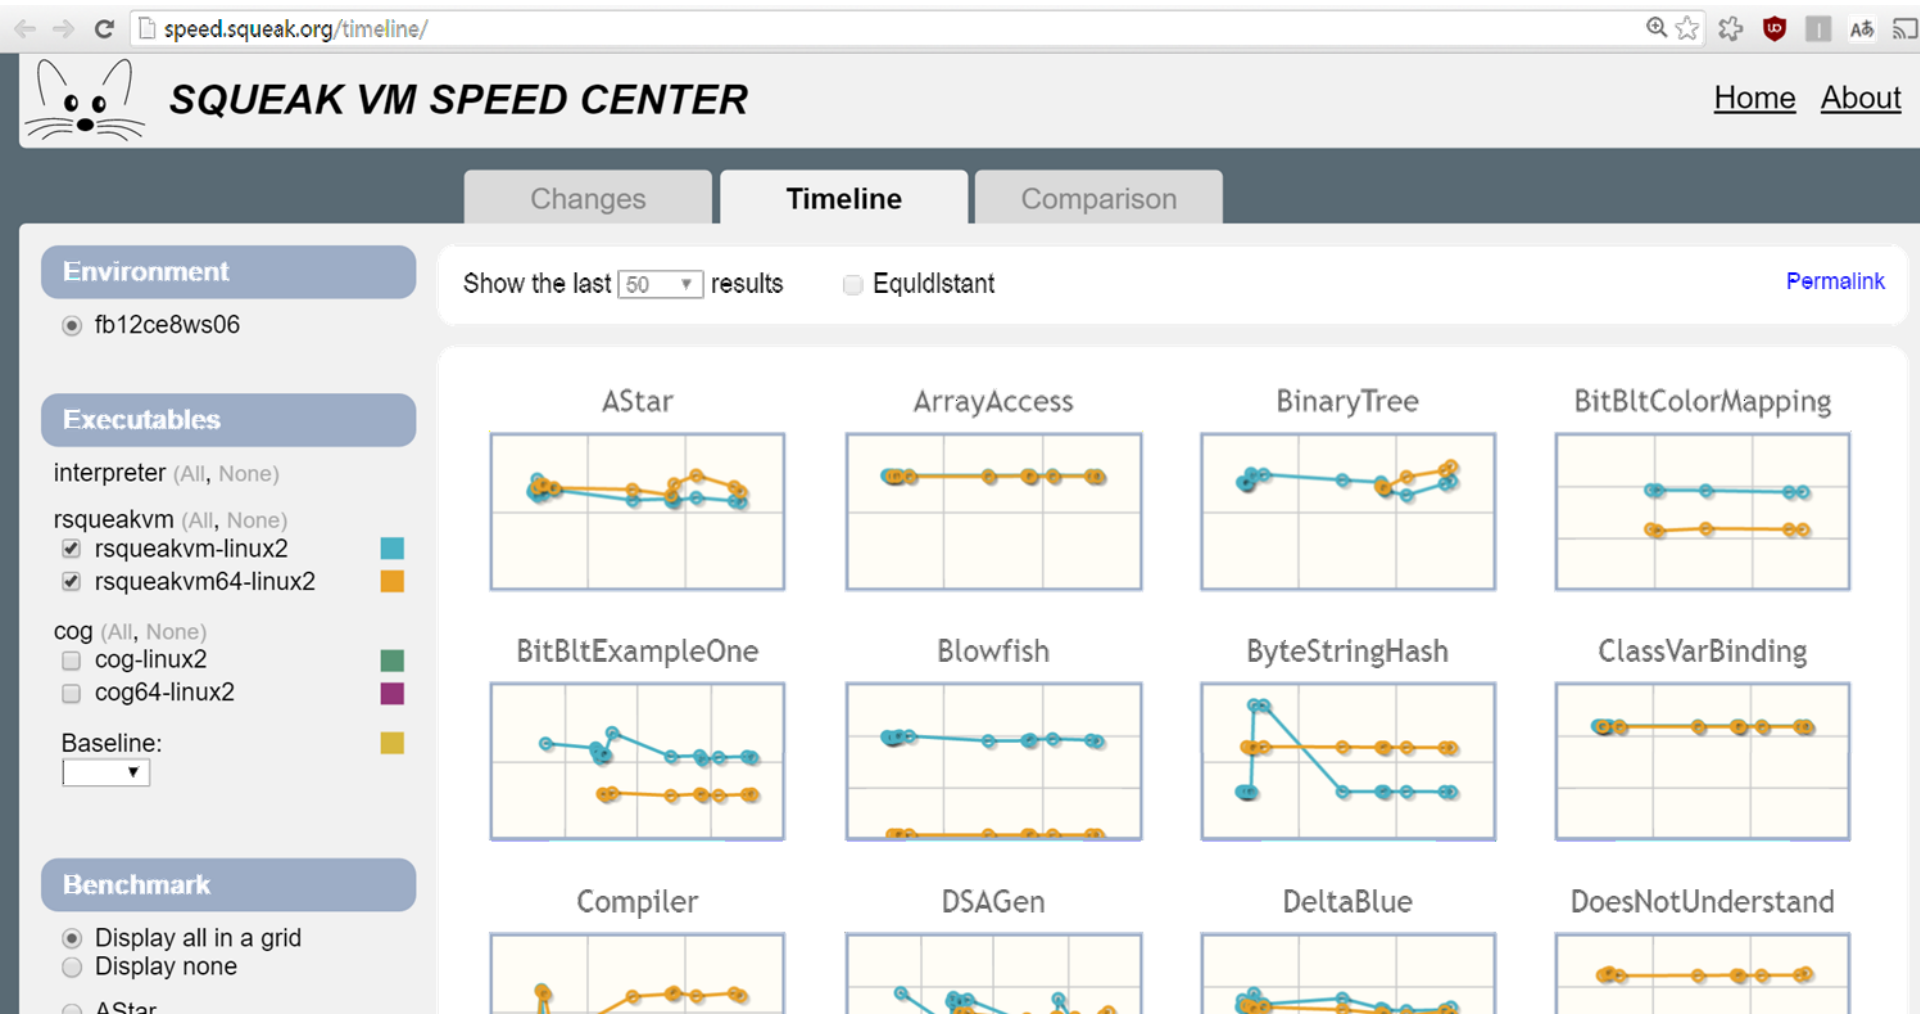 speed.squeak.org/timeline/
SQUEAK VM SPEED CENTER
Home About
Changes Timeline Comparison
Environment
fb12ce8ws06
Executables
interpreter (All, None)
rsqueakvm (All, None)
rsqueakvm-linux2
rsqueakvm64-linux2
cog (All, None)
cog-linux2
cog64-linux2
Baseline:
Benchmark
Display all in a grid
Display none
AStar
Show the last 50 results EquIdIstant Permalink
AStar ArrayAccess BinaryTree BitBltColorMapping
BitBltExampleOne Blowfish ByteStringHash ClassVarBinding
Compiler DSAGen DeltaBlue DoesNotUnderstand